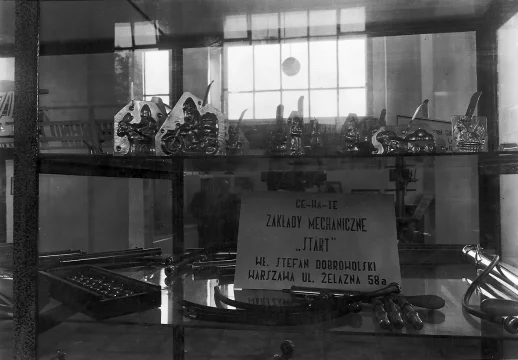 CE-HA-TE
ZAKŁADY MECHANICZNE
„START"
WŁ. STEFAN DOBROWOLSKI
WARSZAWA UL. ŻELAZNA 58a